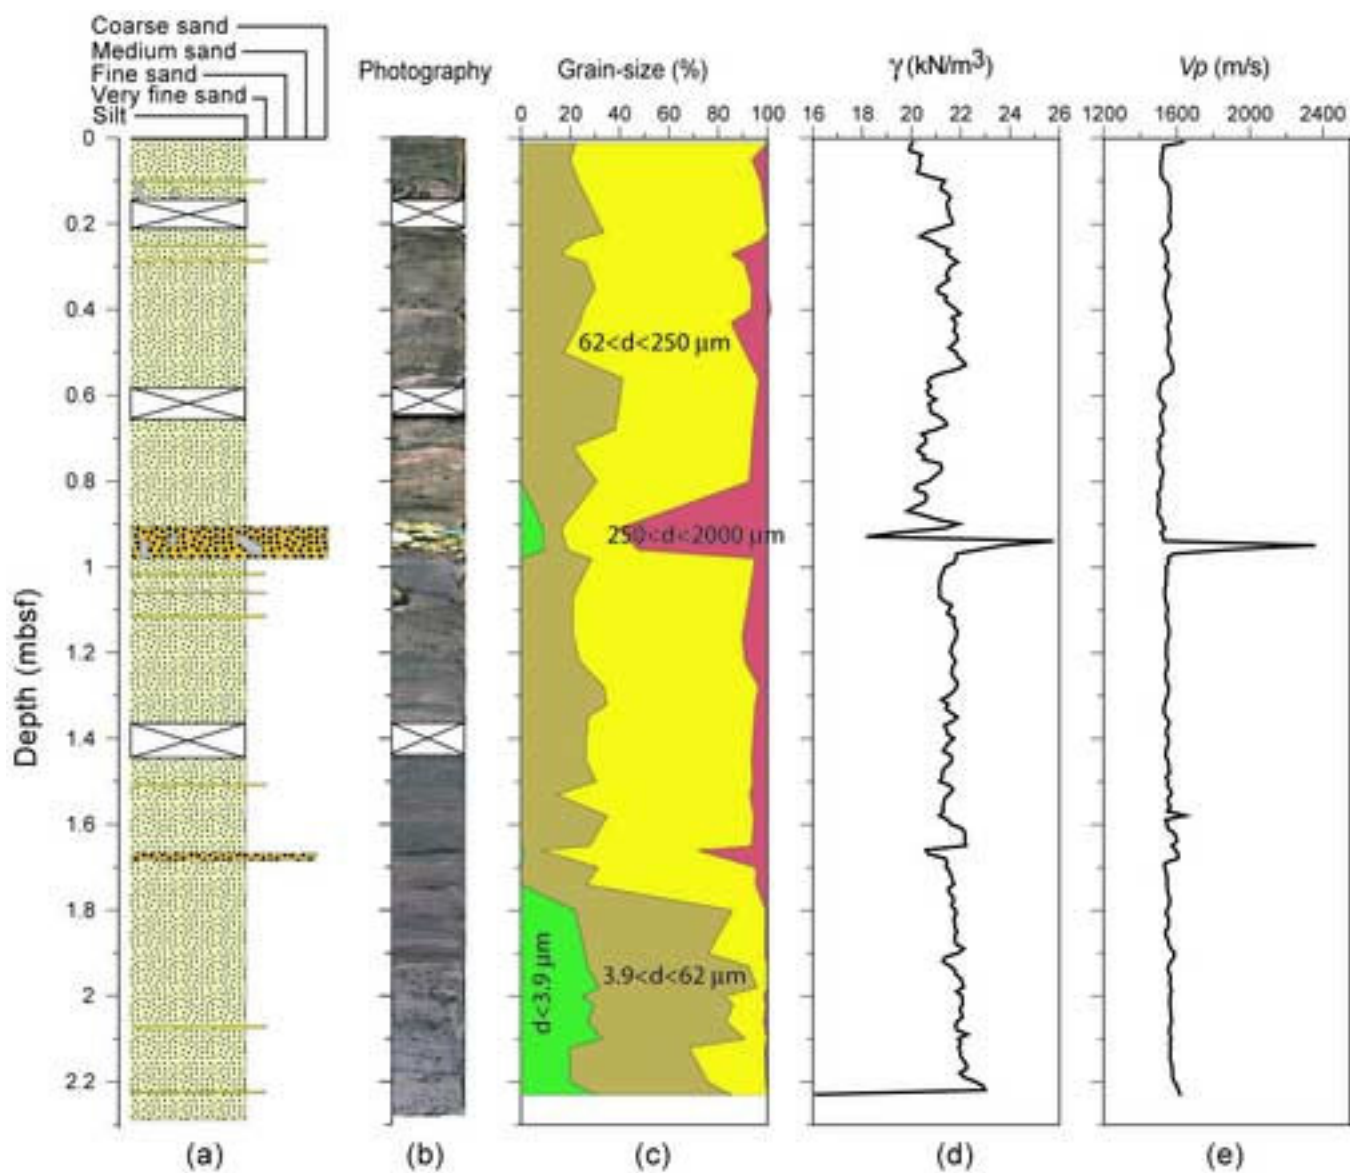 Coarse sand
Medium sand
Fine sand
Very fine sand
Silt
Photography
Grain-size (%)
γ (kN/m³)
Vp (m/s)
0 20 40 60 80 100
16 20 22 24 26
1200 1600 2000 2400
0
0.2
0.4
0.6
0.8
1
1.2
1.4
1.6
1.8
2
2.2
Depth (mbsf)
62<d<250 µm
250<d<2000 µm
d<3.9 µm
3.9<d<62 µm
(a) (b) (c) (d) (e)